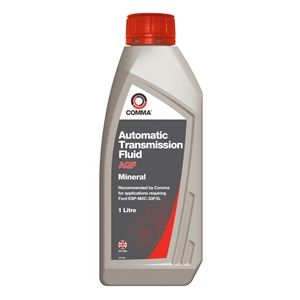 COMMA
Automatic
Transmission
Fluid
AQF
Mineral
Recommended by Comma
for applications requiring
Ford ESP-M2C-33F/G.
1 Litre